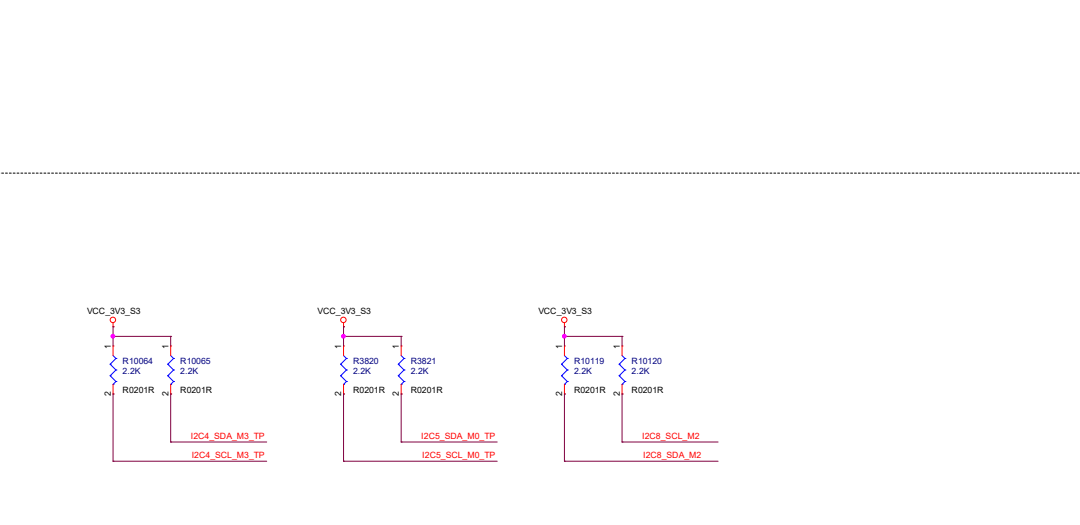 VCC_3V3_S3
1
1
R10064
2.2K
R10065
2.2K
2
R0201R
2
R0201R
I2C4_SDA_M3_TP
I2C4_SCL_M3_TP
VCC_3V3_S3
1
1
R3820
2.2K
R3821
2.2K
2
R0201R
2
R0201R
I2C5_SDA_M0_TP
I2C5_SCL_M0_TP
VCC_3V3_S3
1
1
R10119
2.2K
R10120
2.2K
2
R0201R
2
R0201R
I2C8_SCL_M2
I2C8_SDA_M2